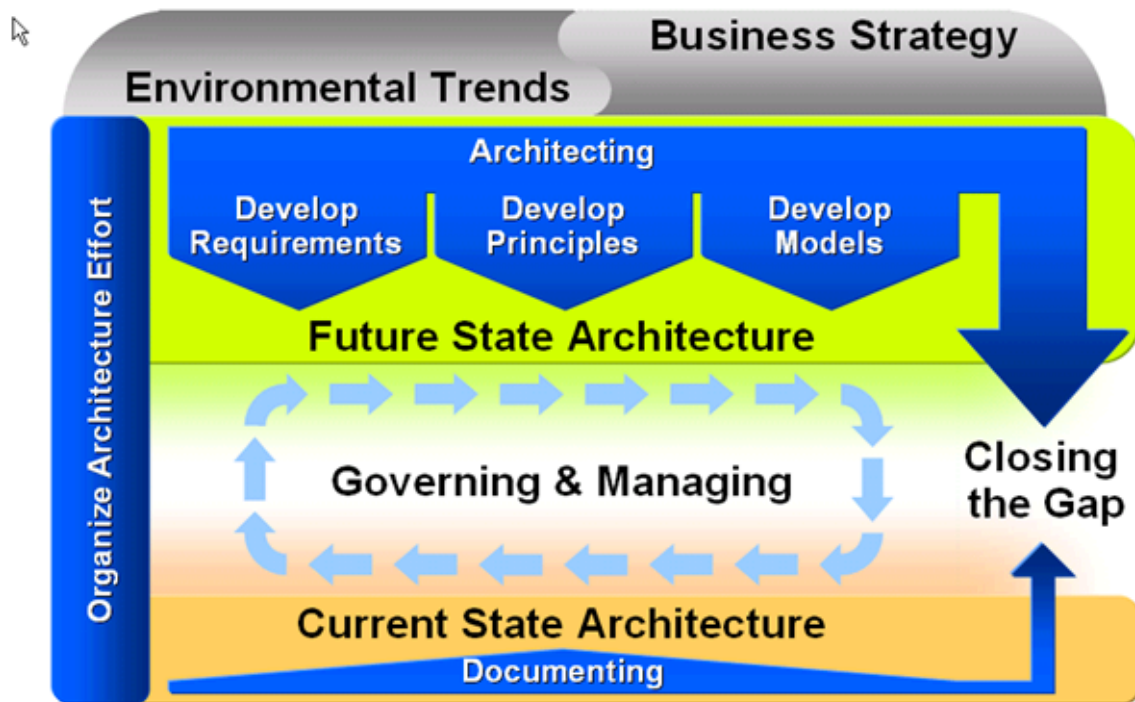 Business Strategy
Environmental Trends
Organize Architecture Effort
Architecting
Develop
Requirements
Develop
Principles
Develop
Models
Future State Architecture
Governing & Managing
Closing
the Gap
Current State Architecture
Documenting